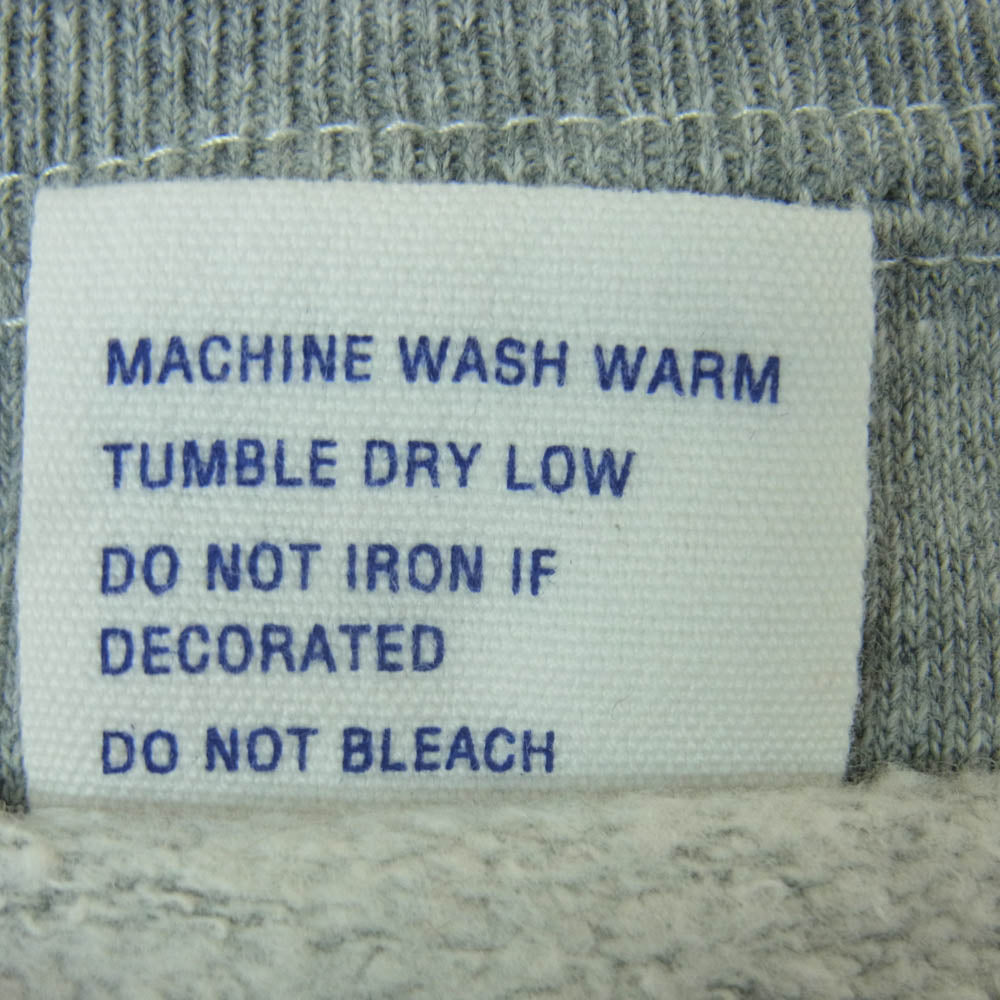 MACHINE WASH WARM
TUMBLE DRY LOW
DO NOT IRON IF
DECORATED
DO NOT BLEACH